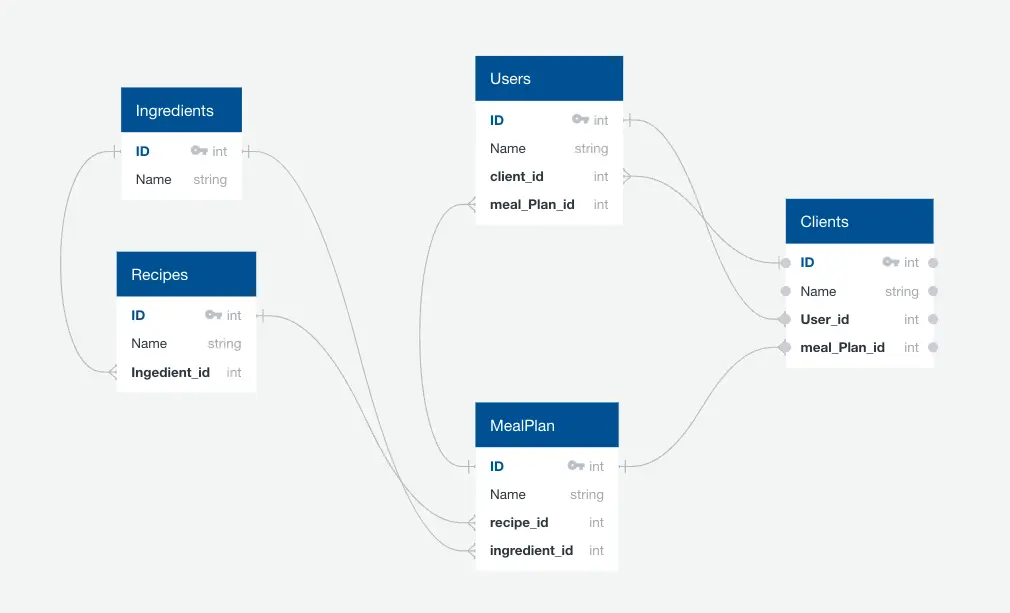 Ingredients
ID int
Name string
Recipes
ID int
Name string
Ingedient_id int
Users
ID int
Name string
client_id int
meal_Plan_id int
MealPlan
ID int
Name string
recipe_id int
ingredient_id int
Clients
ID int
Name string
User_id int
meal_Plan_id int